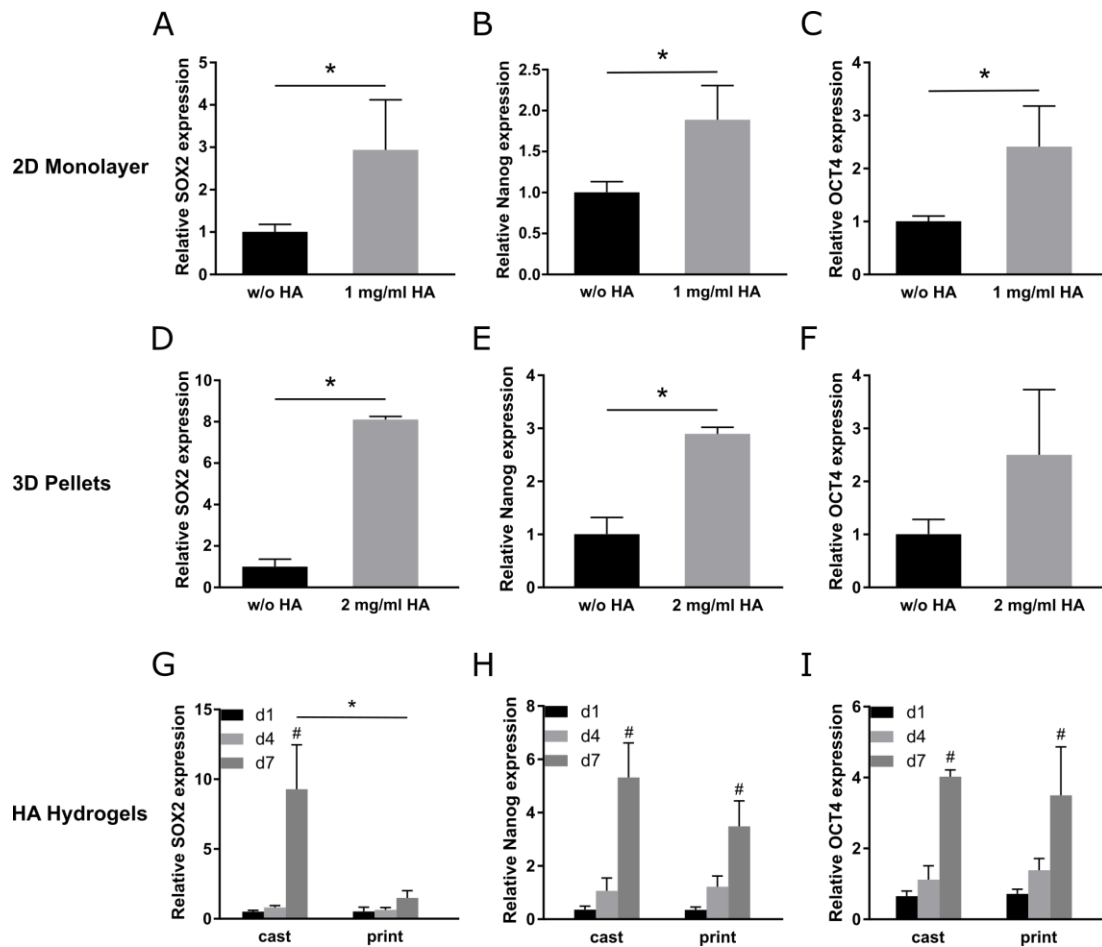 A
B
C
2D Monolayer
Relative SOX2 expression
5
4
3
2
1
0
*
w/o HA
1 mg/ml HA
Relative Nanog expression
2.5
2.0
1.5
1.0
0.5
0.0
*
w/o HA
1 mg/ml HA
Relative OCT4 expression
4
3
2
1
0
*
w/o HA
1 mg/ml HA
D
E
F
3D Pellets
Relative SOX2 expression
10
8
6
4
2
0
*
w/o HA
2 mg/ml HA
Relative Nanog expression
4
3
2
1
0
*
w/o HA
2 mg/ml HA
Relative OCT4 expression
4
3
2
1
0
w/o HA
2 mg/ml HA
G
H
I
HA Hydrogels
Relative SOX2 expression
15
10
5
0
d1
d4
d7
#
*
cast
print
Relative Nanog expression
8
6
4
2
0
d1
d4
d7
#
#
cast
print
Relative OCT4 expression
6
4
2
0
d1
d4
d7
#
#
cast
print